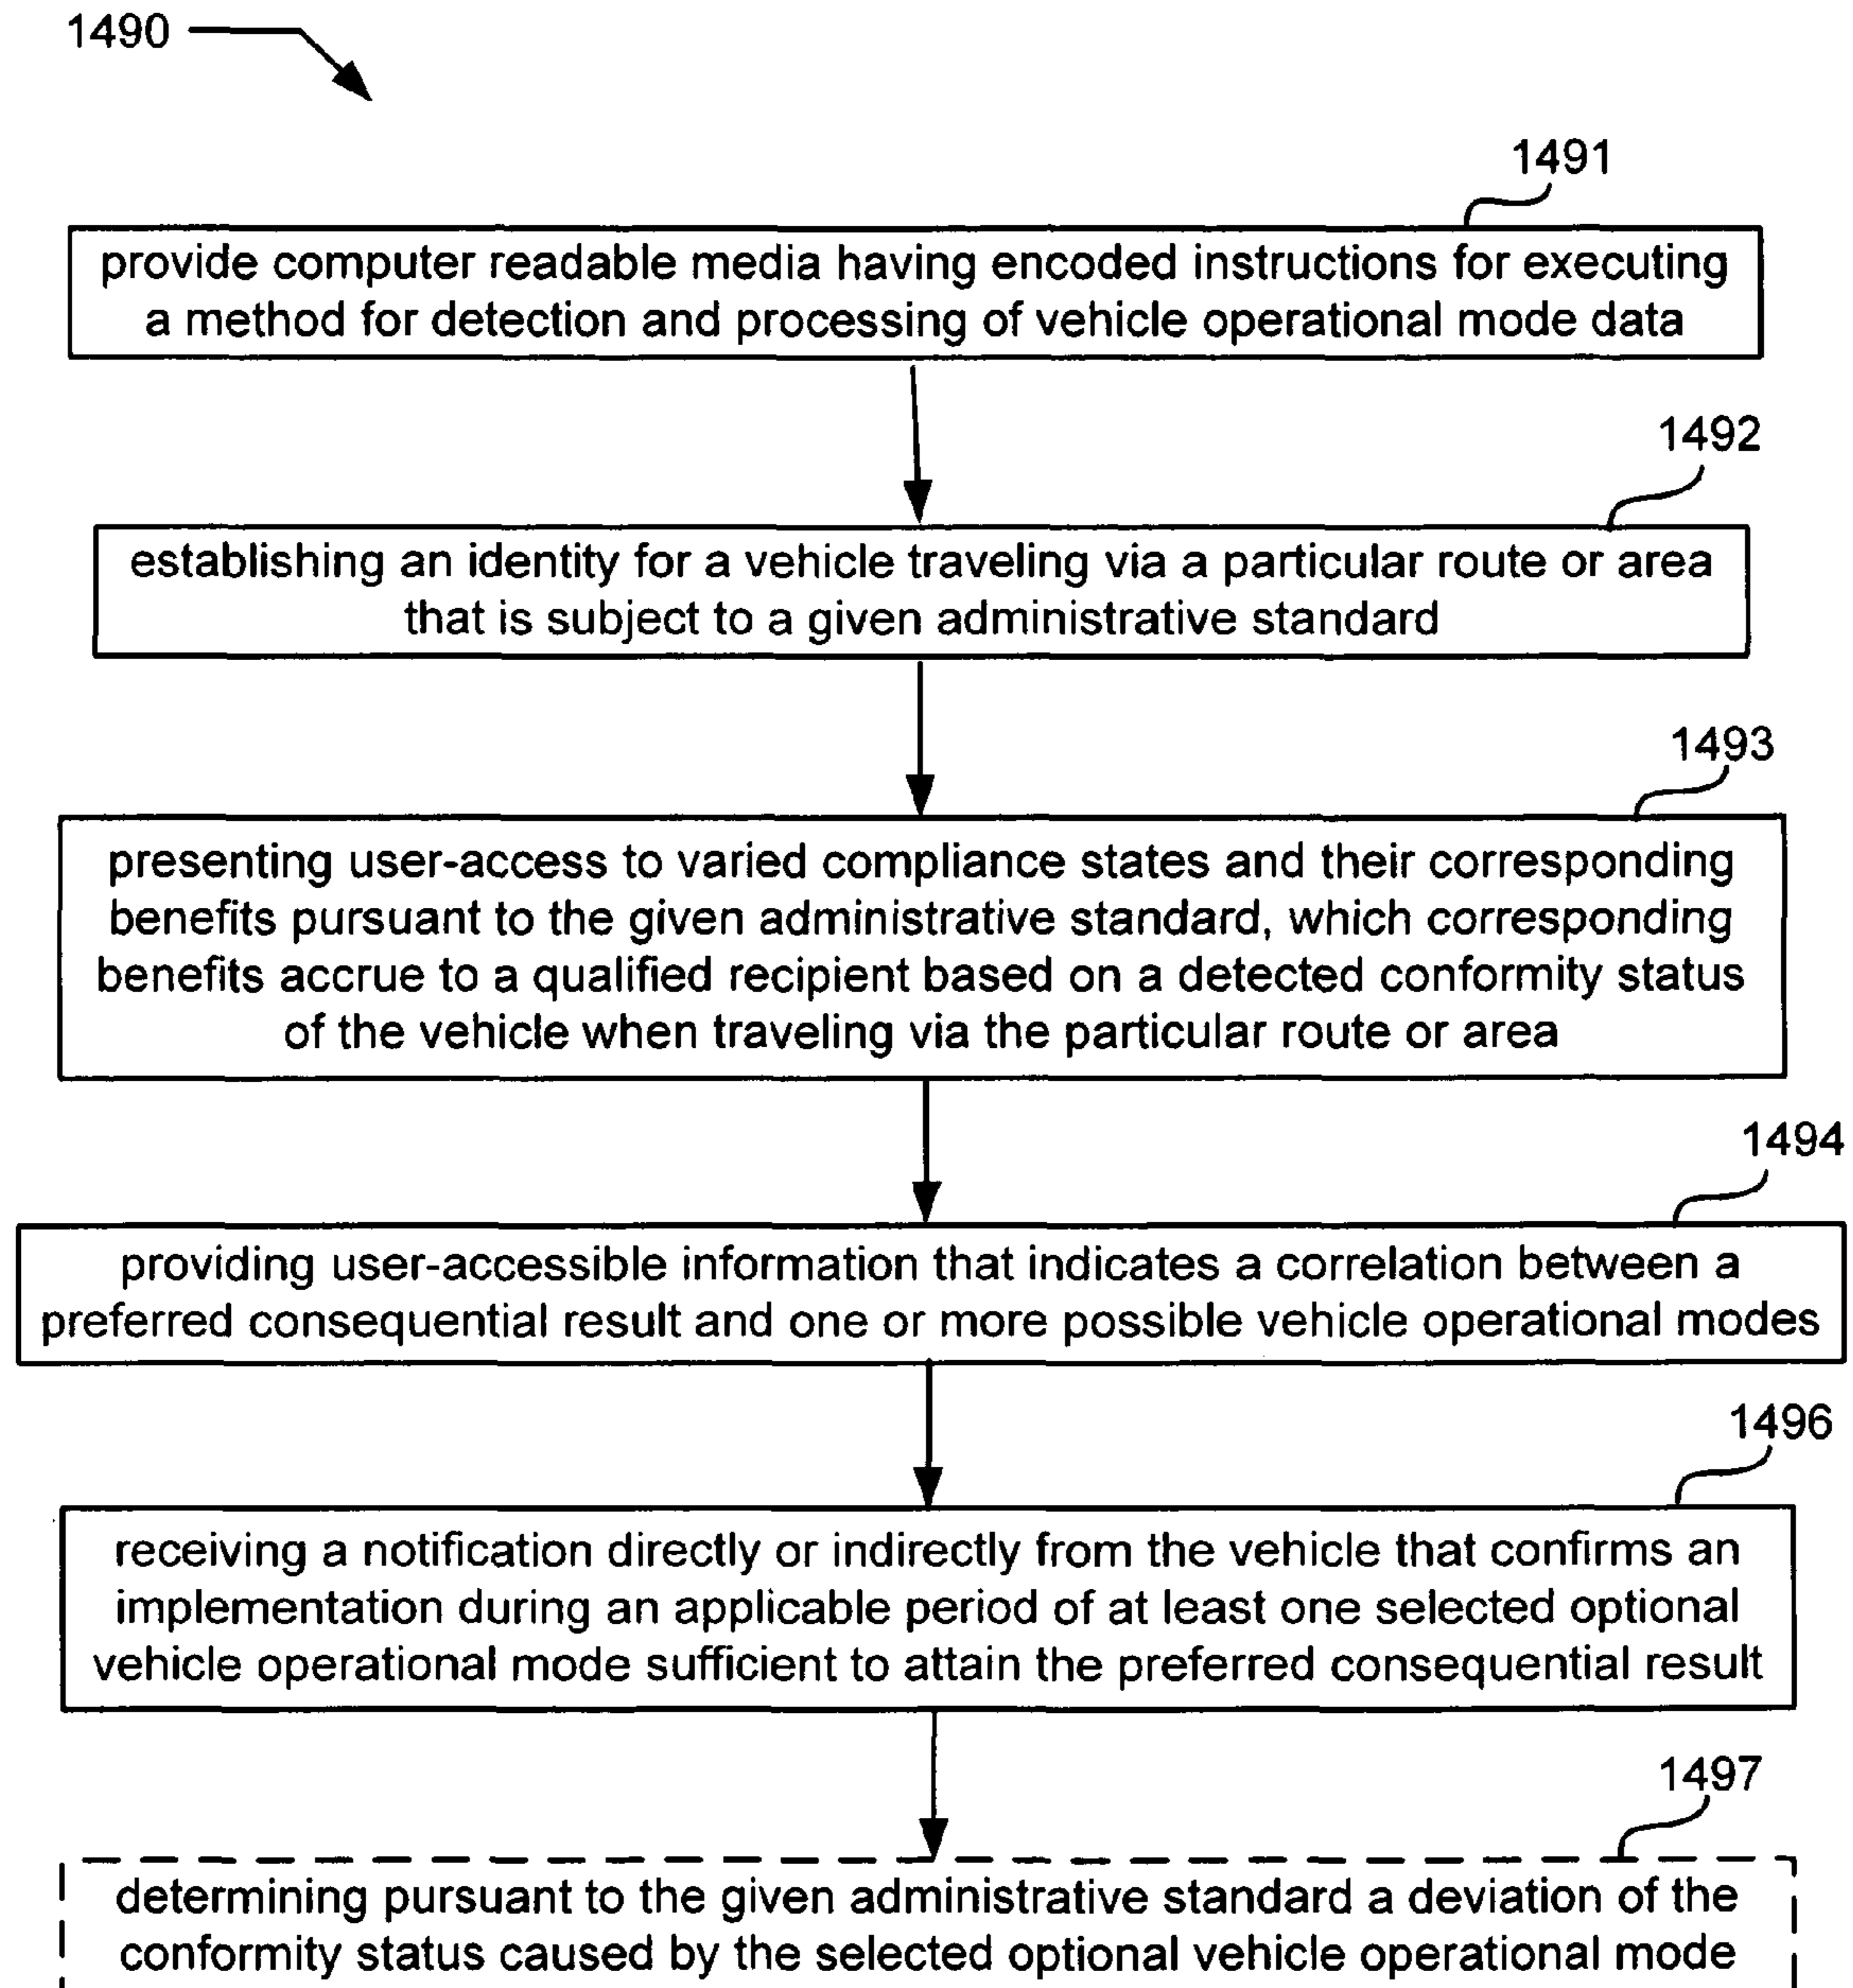 1490
1491
provide computer readable media having encoded instructions for executing
a method for detection and processing of vehicle operational mode data
1492
establishing an identity for a vehicle traveling via a particular route or area
that is subject to a given administrative standard
1493
presenting user-access to varied compliance states and their corresponding
benefits pursuant to the given administrative standard, which corresponding
benefits accrue to a qualified recipient based on a detected conformity status
of the vehicle when traveling via the particular route or area
1494
providing user-accessible information that indicates a correlation between a
preferred consequential result and one or more possible vehicle operational modes
1496
receiving a notification directly or indirectly from the vehicle that confirms an
implementation during an applicable period of at least one selected optional
vehicle operational mode sufficient to attain the preferred consequential result
1497
determining pursuant to the given administrative standard a deviation of the
conformity status caused by the selected optional vehicle operational mode